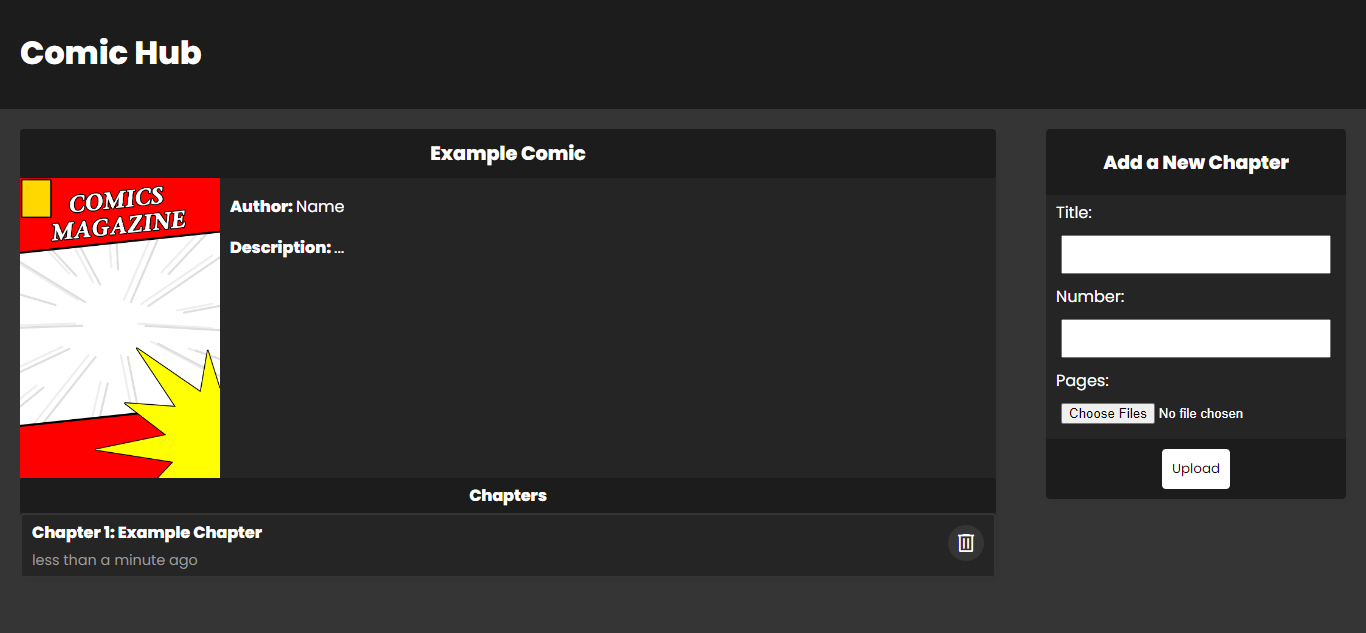 Comic Hub
Example Comic
COMICS
MAGAZINE
Author: Name
Description: ...
Chapters
Chapter 1: Example Chapter
less than a minute ago
Add a New Chapter
Title:
Number:
Pages:
Choose Files No file chosen
Upload